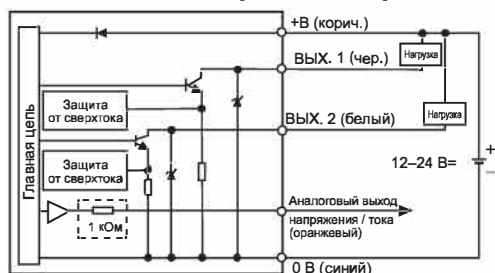 +В (корич.)
Нагрузка
ВЫХ. 1 (чер.)
Главная цепь
Защита
от сверхтока
Нагрузка
ВЫХ. 2 (белый)
Защита
от сверхтока
12–24 В=
+
–
Аналоговый выход
напряжения / тока
(оранжевый)
1 кОм
0 В (синий)